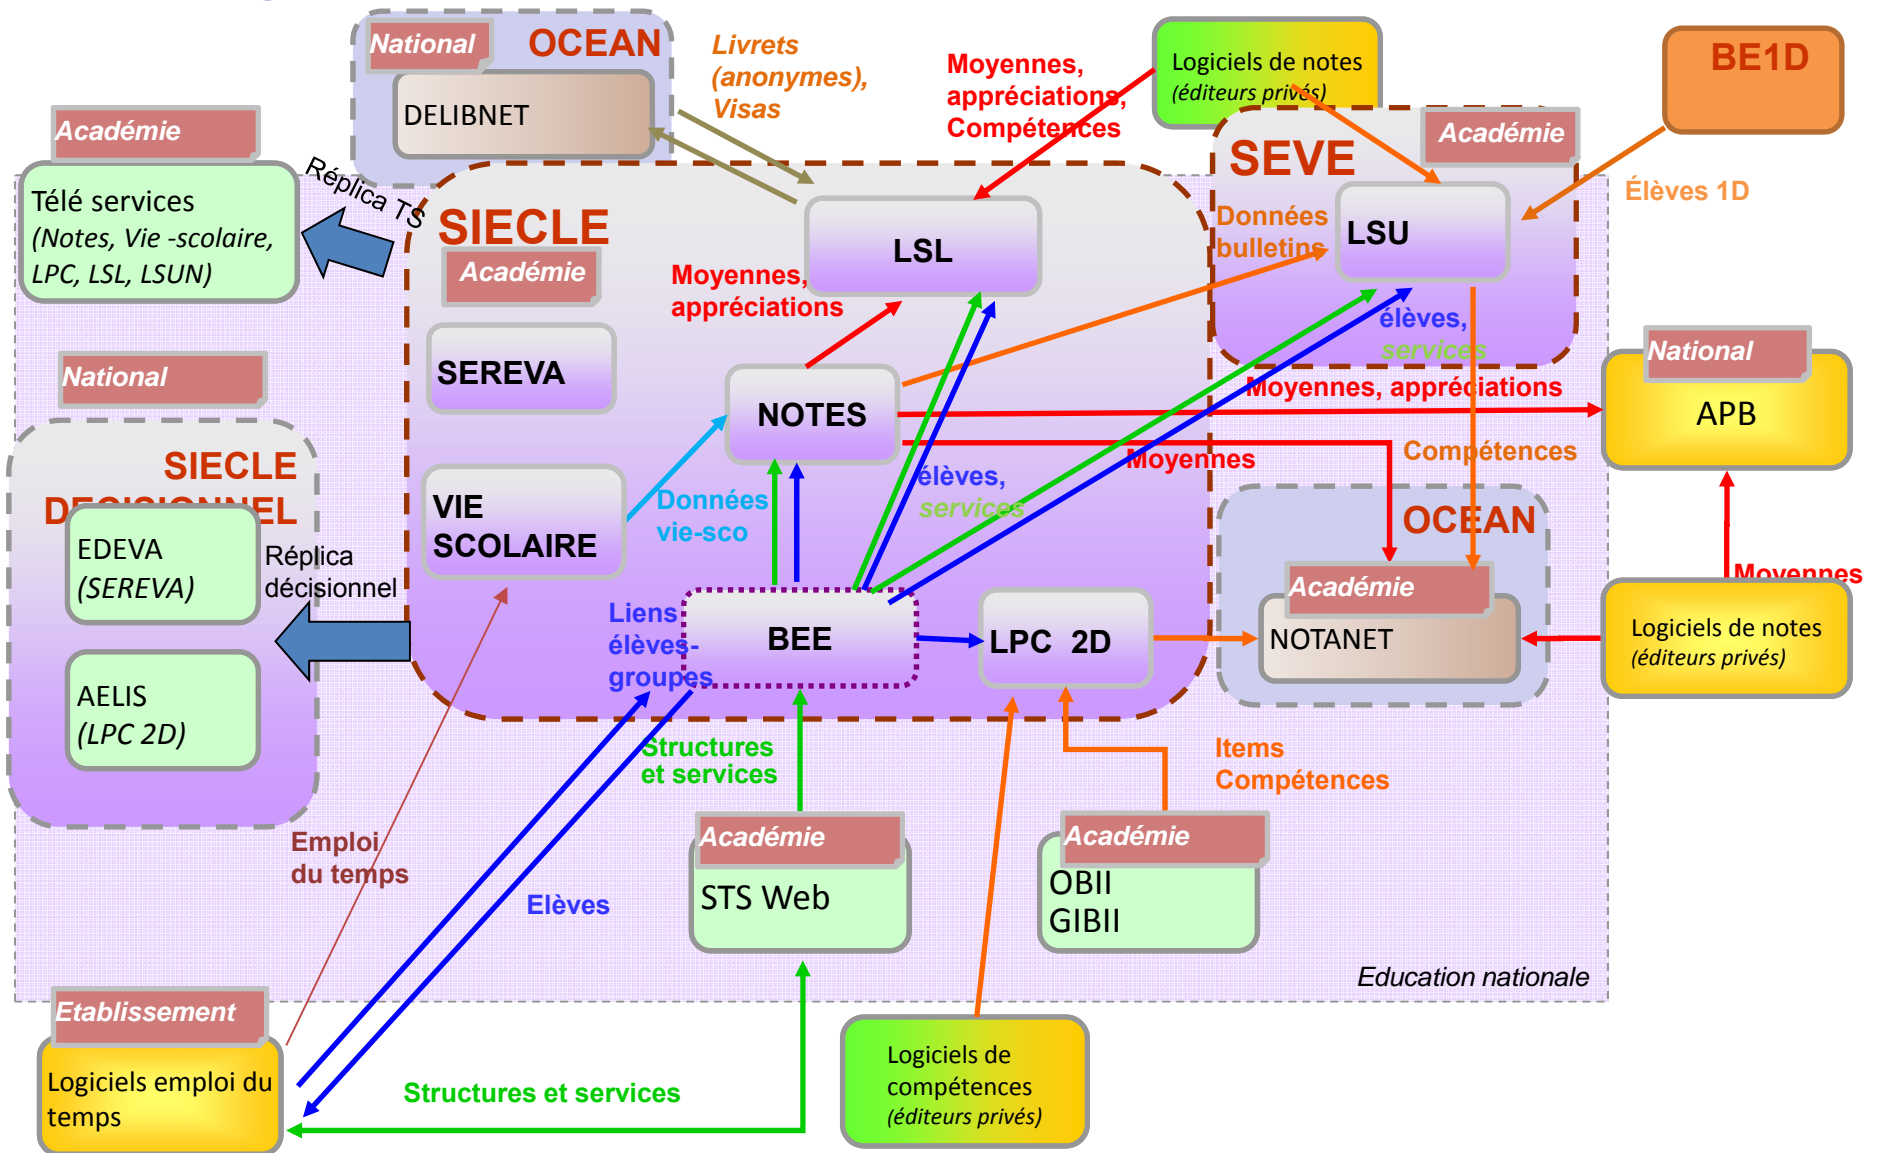 National
OCEAN
DELIBNET
Livrets
(anonymes),
Visas
Moyennes,
appréciations,
Compétences
Logiciels de notes
(éditeurs privés)
BE1D
Académie
Télé services
(Notes, Vie -scolaire,
LPC, LSL, LSUN)
Réplica TS
SIECLE
Académie
LSL
Moyennes,
appréciations
SEVE
Académie
Données
bulletins
LSU
Élèves 1D
élèves,
services
SEREVA
NOTES
Moyennes, appréciations
National
APB
National
SIECLE
DECISIONNEL
EDEVA
(SEREVA)
AELIS
(LPC 2D)
Réplica
décisionnel
VIE
SCOLAIRE
Données
vie-sco
élèves,
services
Moyennes
Compétences
OCEAN
Académie
NOTANET
Moyennes
Logiciels de notes
(éditeurs privés)
Liens
élèves-
groupes
BEE
LPC 2D
Structures
et services
Items
Compétences
Emploi
du temps
Elèves
Académie
STS Web
Académie
OBII
GIBII
Education nationale
Etablissement
Logiciels emploi du
temps
Structures et services
Logiciels de
compétences
(éditeurs privés)